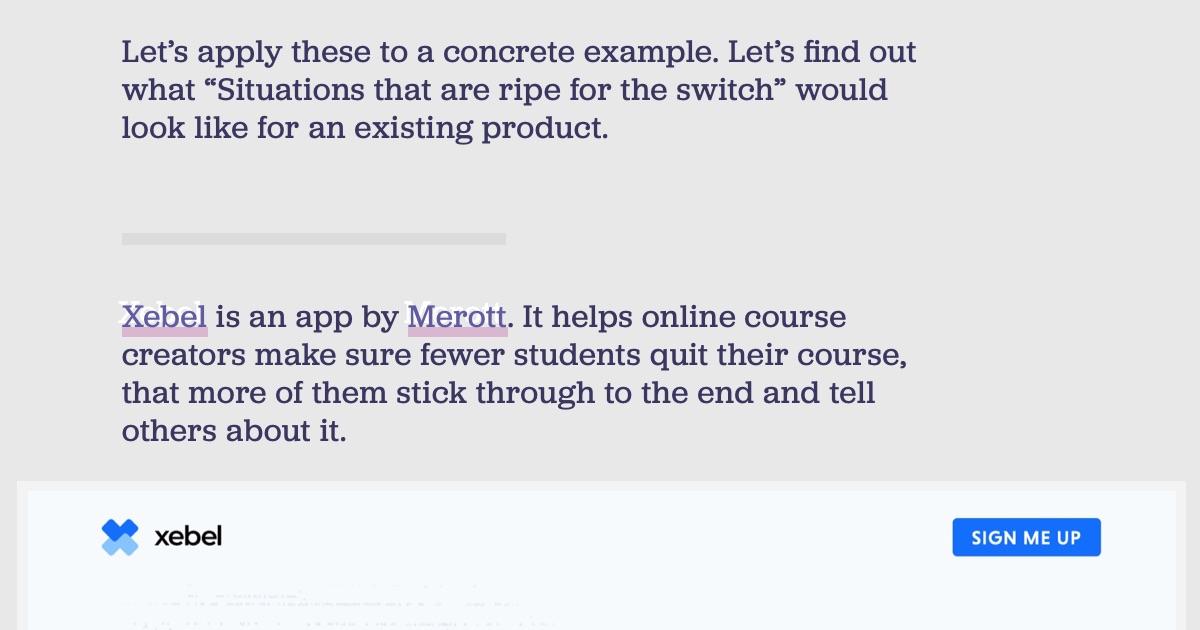 Let’s apply these to a concrete example. Let’s find out
what “Situations that are ripe for the switch” would
look like for an existing product.
Xebel is an app by Merott. It helps online course
creators make sure fewer students quit their course,
that more of them stick through to the end and tell
others about it.
xebel
SIGN ME UP